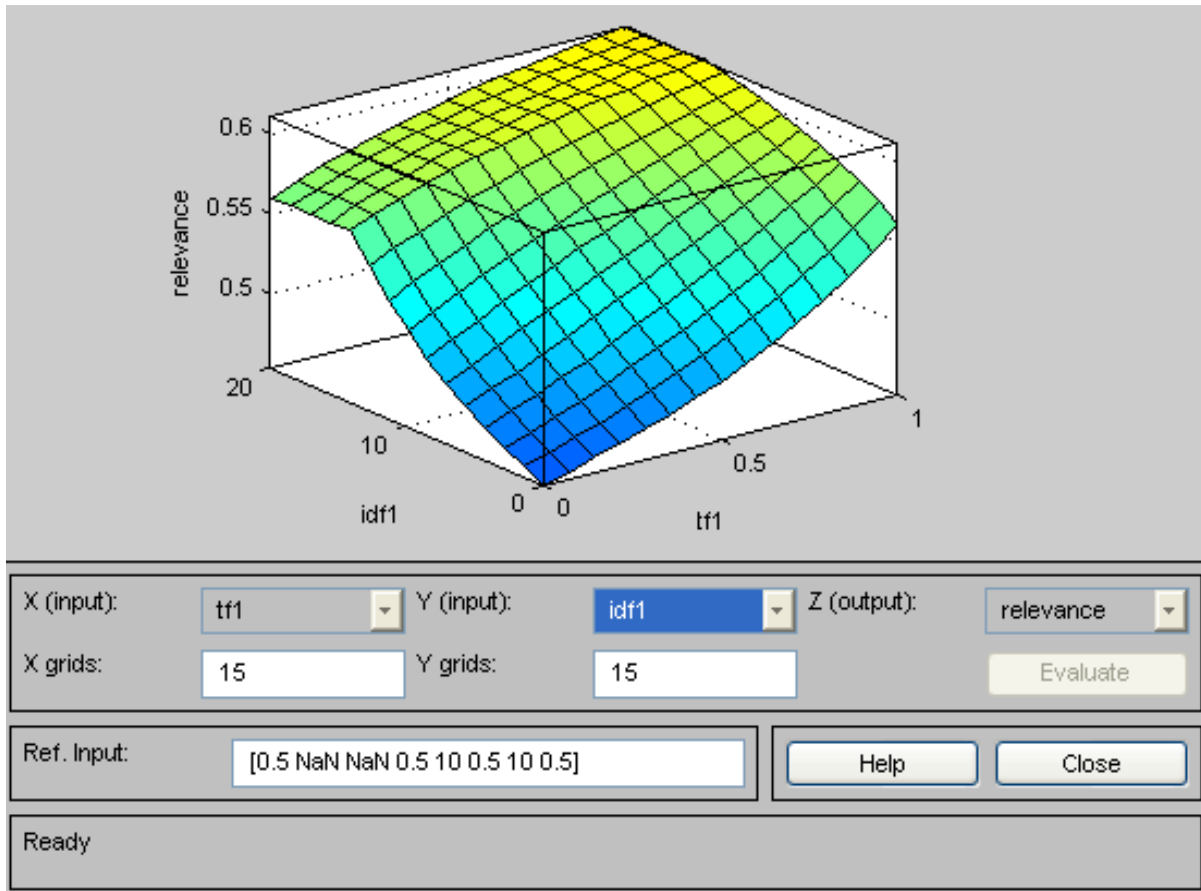 0.6
0.55
0.5
relevance
20
10
0
idf1
0
0.5
1
tf1
X (input):
tf1
Y (input):
idf1
Z (output):
relevance
X grids:
15
Y grids:
15
Evaluate
Ref. Input:
[0.5 NaN NaN 0.5 10 0.5 10 0.5]
Help
Close
Ready